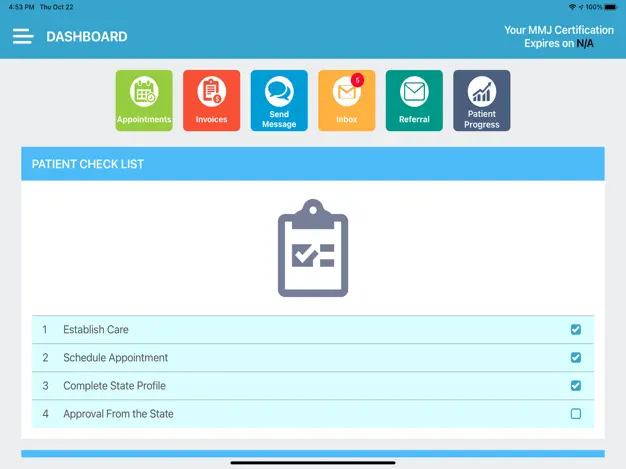 4:53 PM Thu Oct 22
100%
DASHBOARD
Your MMJ Certification
Expires on N/A
Appointments
Invoices
Send
Message
5
Inbox
Referral
Patient
Progress
PATIENT CHECK LIST
1 Establish Care
2 Schedule Appointment
3 Complete State Profile
4 Approval From the State